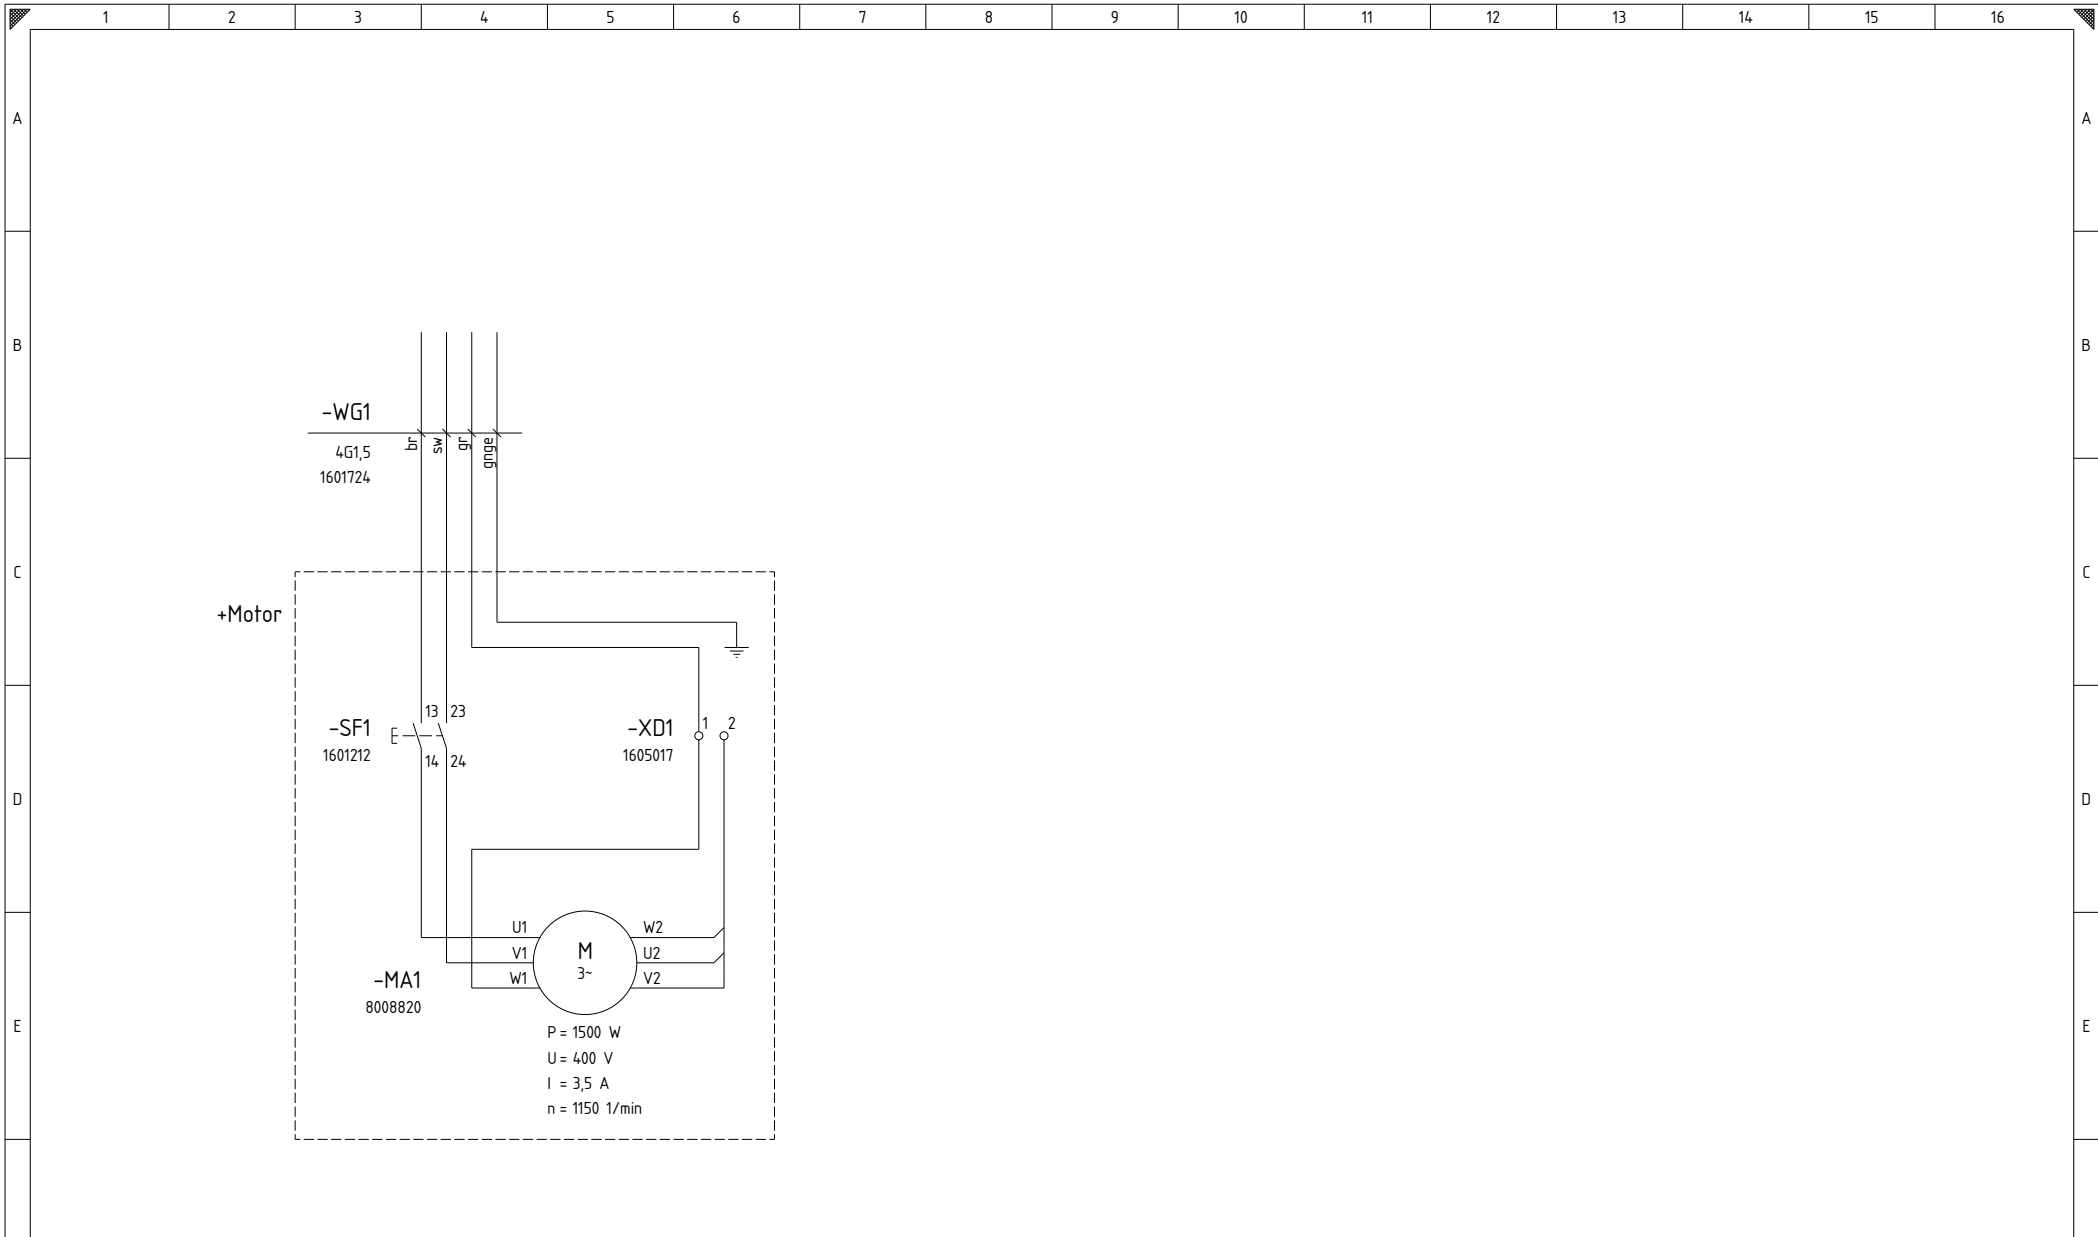 1 2 3 4 5 6 7 8 9 10 11 12 13 14 15 16
A A
B B
-WG1
br sw gr gnge
4G1,5
1601724
C C
+Motor
13 23
-SF1
1601212
14 24
-XD1 1 2
1605017
D D
U1 W2
M
V1 U2
3~
W1 V2
-MA1
8008820
E E
P = 1500 W
U = 400 V
I = 3,5 A
n = 1150 1/min